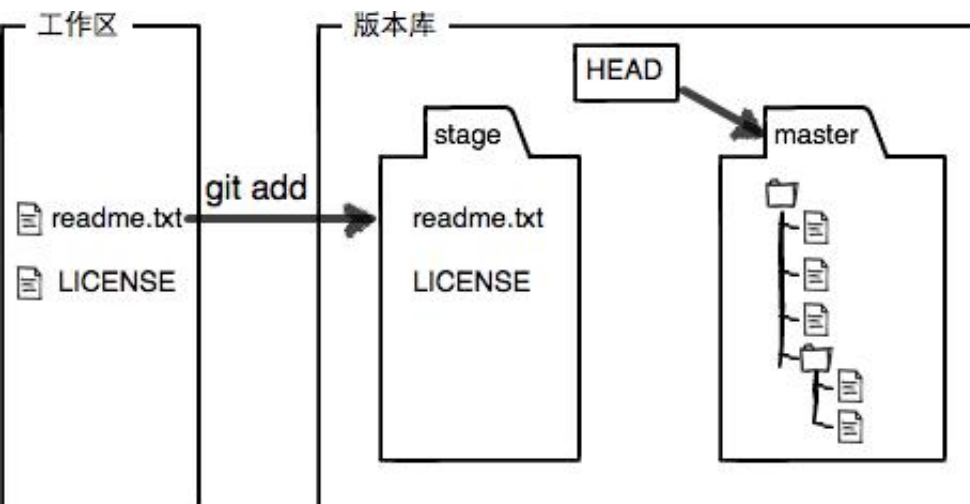 工作区
版本库
HEAD
stage
master
git add
readme.txt
readme.txt
LICENSE
LICENSE